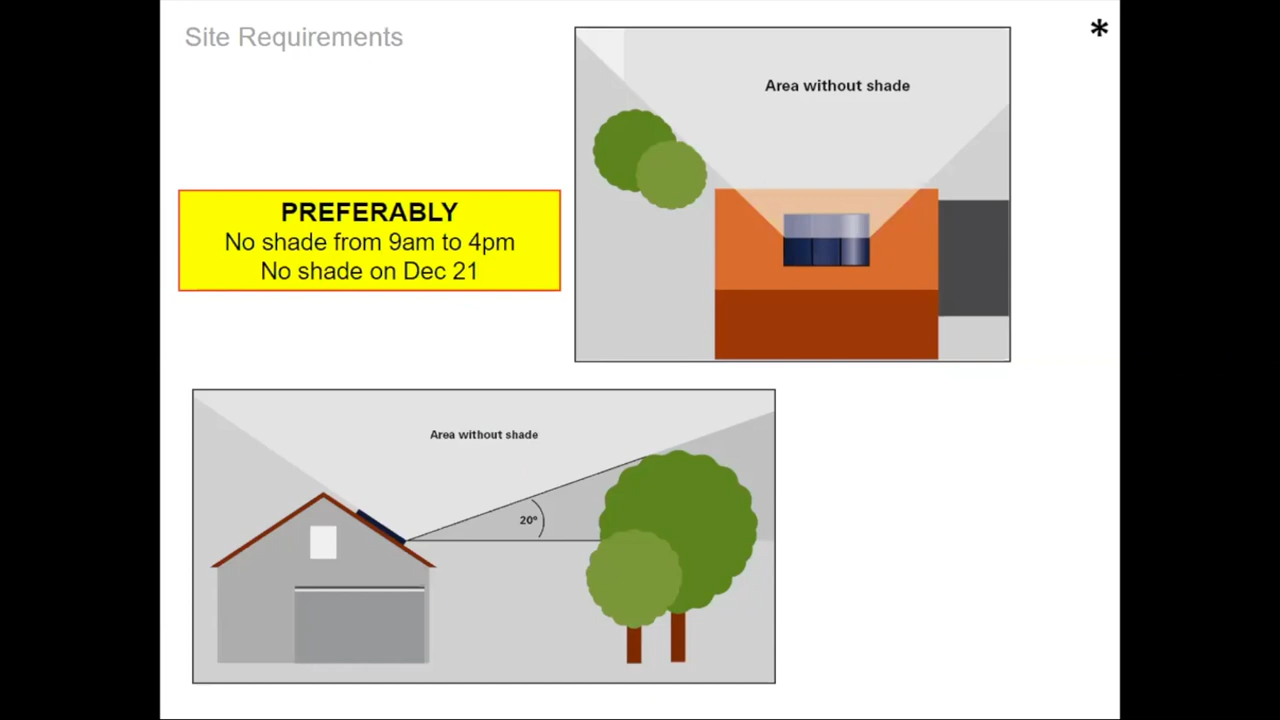 Site Requirements
*
Area without shade
PREFERABLY
No shade from 9am to 4pm
No shade on Dec 21
Area without shade
20°